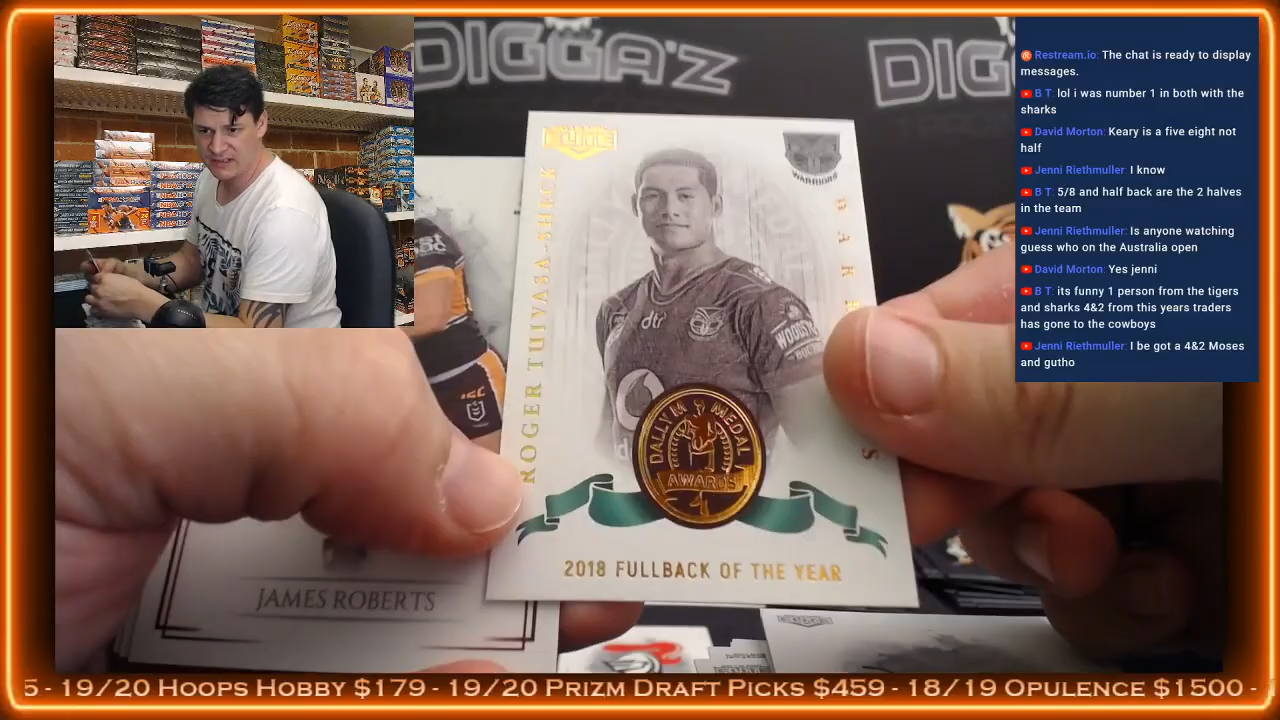 DIGGA'Z
DIG
Restream.io: The chat is ready to display
messages.
B T: lol i was number 1 in both with the
sharks
David Morton: Keary is a five eight not
half
Jenni Riethmuller: I know
B T: 5/8 and half back are the 2 halves
in the team
Jenni Riethmuller: Is anyone watching
guess who on the Australia open
David Morton: Yes jenni
B T: its funny 1 person from the tigers
and sharks 4&2 from this years traders
has gone to the cowboys
Jenni Riethmuller: I be got a 4&2 Moses
and gutho
WARRIORS
ROGER TUIVASA-SHECK
dtr
WOODSTOCK
DALLY M MEDAL
AWARDS
2018 FULLBACK OF THE YEAR
JAMES ROBERTS
5 - 19/20 HOOPS HOBBY $179 - 19/20 PRIZM DRAFT PICKS $459 - 18/19 OPULENCE $1500 -